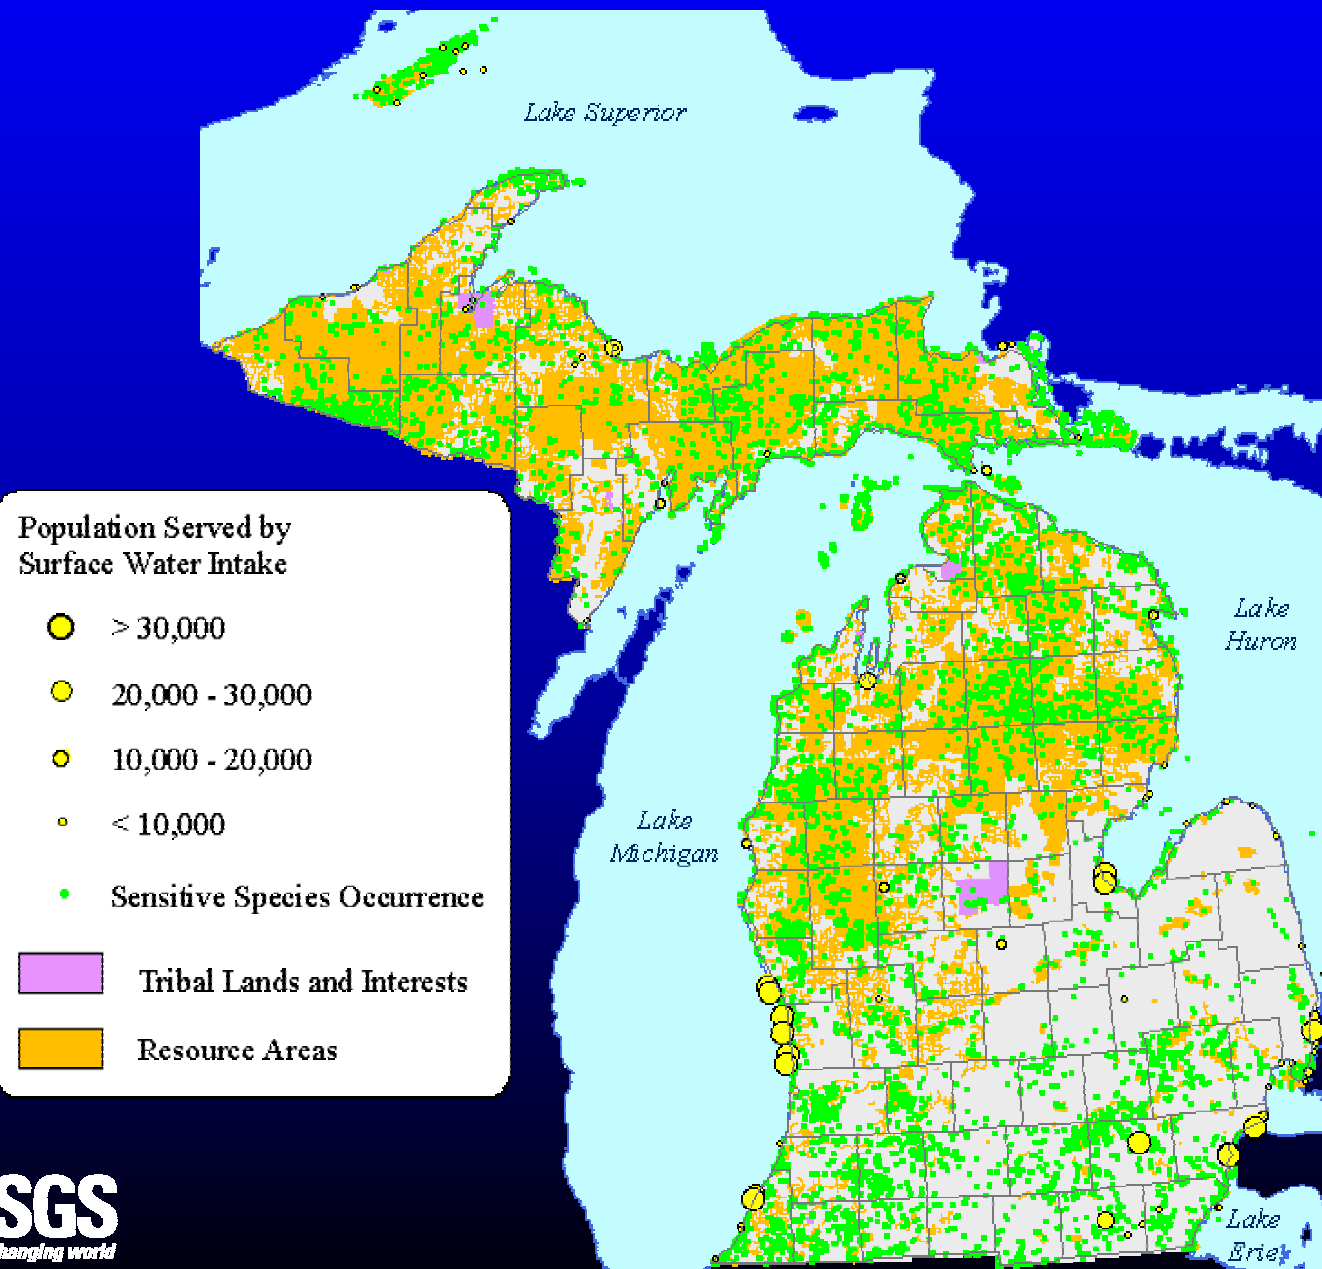 Lake Superior
Population Served by
Surface Water Intake
> 30,000
20,000 - 30,000
10,000 - 20,000
< 10,000
Sensitive Species Occurrence
Tribal Lands and Interests
Resource Areas
Lake
Huron
Lake
Michigan
Lake
Erie
SGS
hanging world